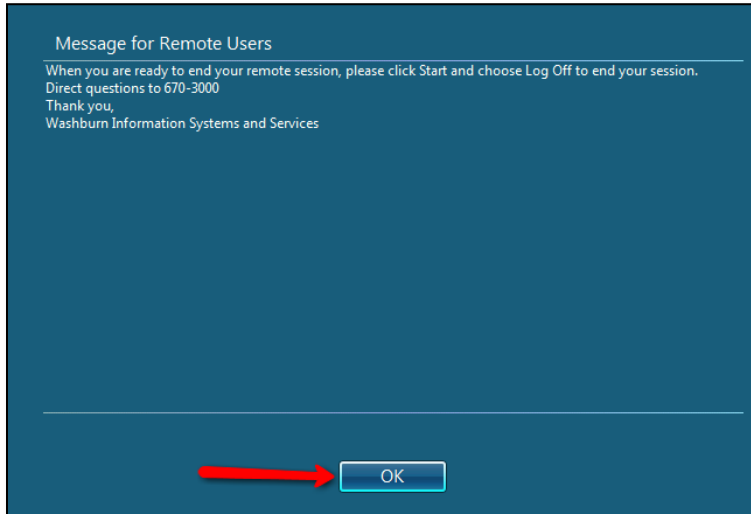 Message for Remote Users
When you are ready to end your remote session, please click Start and choose Log Off to end your session.
Direct questions to 670-3000
Thank you,
Washburn Information Systems and Services
OK